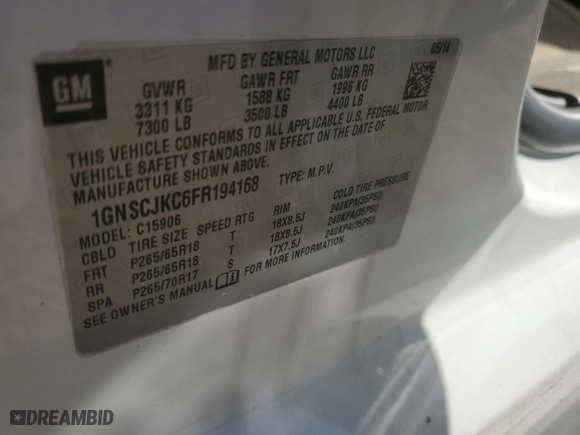 GM
MFD BY GENERAL MOTORS LLC 05/14
GVWR GAWR FRT GAWR RR
3311 KG 1588 KG 1996 KG
7300 LB 3500 LB 4400 LB
THIS VEHICLE CONFORMS TO ALL APPLICABLE U.S. FEDERAL MOTOR
VEHICLE SAFETY STANDARDS IN EFFECT ON THE DATE OF
MANUFACTURE SHOWN ABOVE.
1GNSCJKC6FR194168 TYPE: M.P.V.
MODEL: C15906
CBLD TIRE SIZE SPEED RTG RIM COLD TIRE PRESSURE
FRT P265/65R18 T 18X8.5J 240KPA(35PSI)
RR P265/65R18 T 18X8.5J 240KPA(35PSI)
SPA P265/70R17 S 17X7.5J 240KPA(35PSI)
SEE OWNER'S MANUAL FOR MORE INFORMATION.
DREAMBID